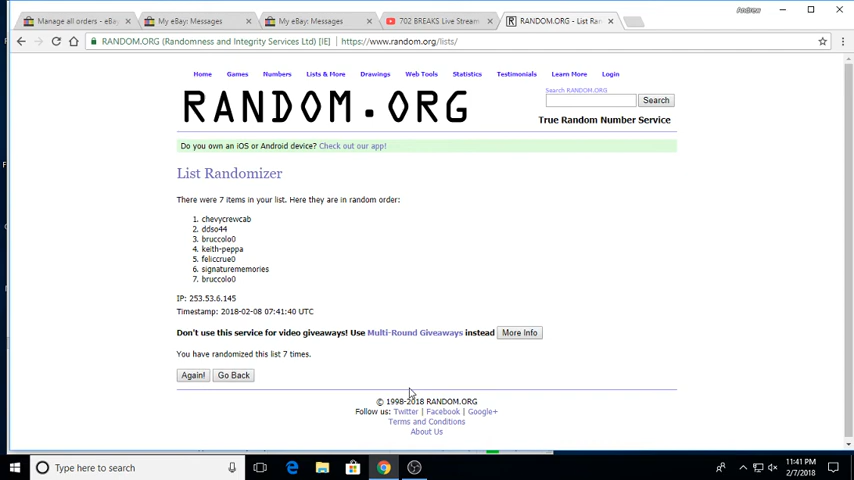 Andrew
Manage all orders - eBa
My eBay: Messages
My eBay: Messages
702 BREAKS Live Stream
RANDOM.ORG - List Ran
RANDOM.ORG (Randomness and Integrity Services Ltd) [IE]
https://www.random.org/lists/
Home Games Numbers Lists & More Drawings Web Tools Statistics Testimonials Learn More Login
RANDOM.ORG
Search RANDOM.ORG
Search
True Random Number Service
Do you own an iOS or Android device? Check out our app!
List Randomizer
There were 7 items in your list. Here they are in random order:
1. chevycrewcab
2. ddso44
3. bruccolo0
4. keith-peppa
5. feliccrue0
6. signaturememories
7. bruccolo0
IP: 253.53.6.145
Timestamp: 2018-02-08 07:41:40 UTC
Don't use this service for video giveaways! Use Multi-Round Giveaways instead More Info
You have randomized this list 7 times.
Again! Go Back
© 1998-2018 RANDOM.ORG
Follow us: Twitter | Facebook | Google+
Terms and Conditions
About Us
Type here to search
11:41 PM
2/7/2018